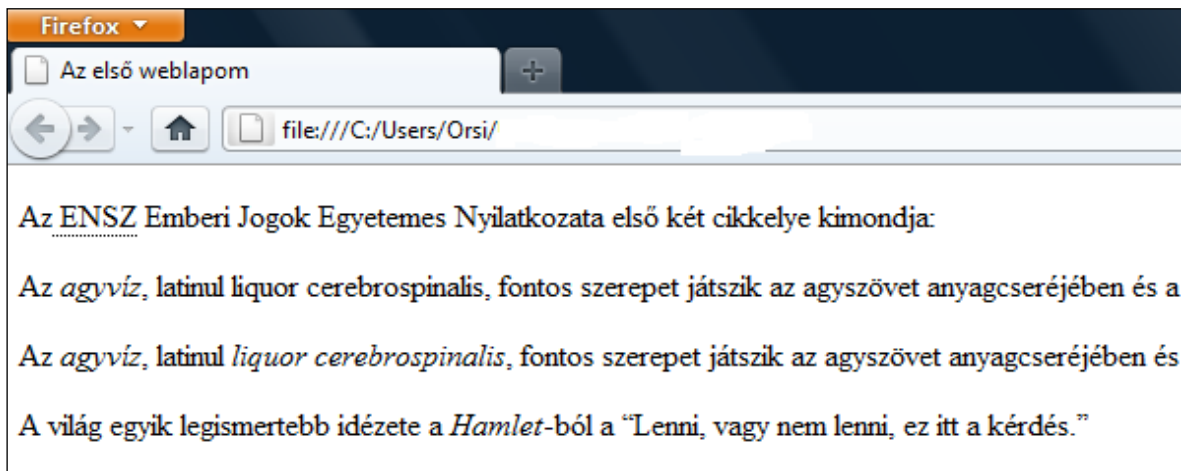 Firefox
Az első weblapom
file:///C:/Users/Orsi/
Az ENSZ Emberi Jogok Egyetemes Nyilatkozata első két cikkelye kimondja:
Az agyvíz, latinul liquor cerebrospinalis, fontos szerepet játszik az agyszövet anyagcseréjében és a
Az agyvíz, latinul liquor cerebrospinalis, fontos szerepet játszik az agyszövet anyagcseréjében és
A világ egyik legismertebb idézete a Hamlet-ból a “Lenni, vagy nem lenni, ez itt a kérdés.”